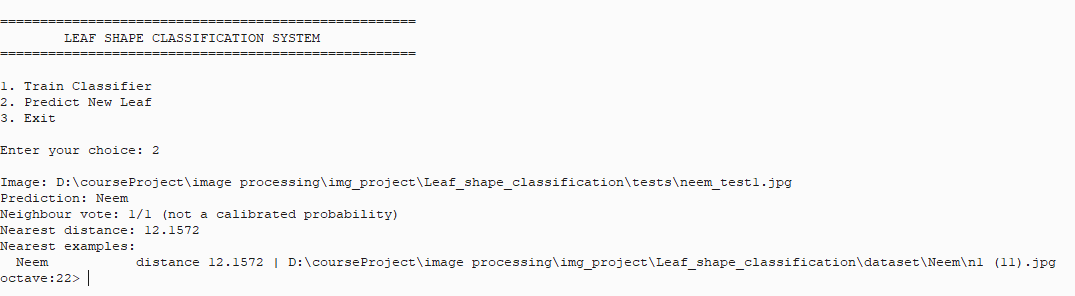 ====================================================
LEAF SHAPE CLASSIFICATION SYSTEM
====================================================
1. Train Classifier
2. Predict New Leaf
3. Exit
Enter your choice: 2
Image: D:\courseProject\image processing\img_project\Leaf_shape_classification\tests\neem_test1.jpg
Prediction: Neem
Neighbour vote: 1/1 (not a calibrated probability)
Nearest distance: 12.1572
Nearest examples:
  Neem           distance 12.1572 | D:\courseProject\image processing\img_project\Leaf_shape_classification\dataset\Neem\n1 (11).jpg
octave:22>